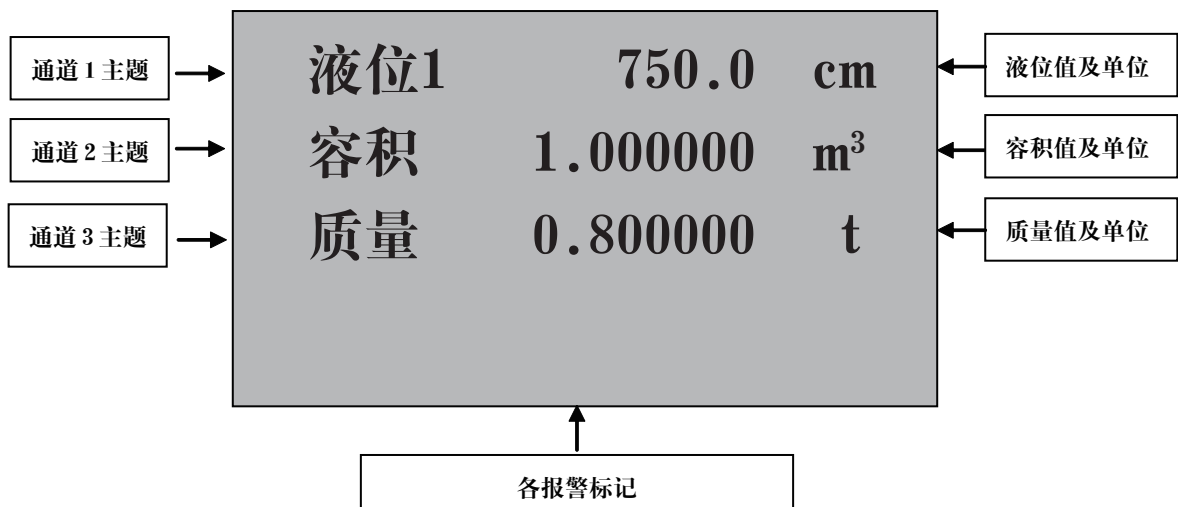 通道 1 主题
液位1 750.0 cm
液位值及单位
通道 2 主题
容积 1.000000 m³
容积值及单位
通道 3 主题
质量 0.800000 t
质量值及单位
各报警标记